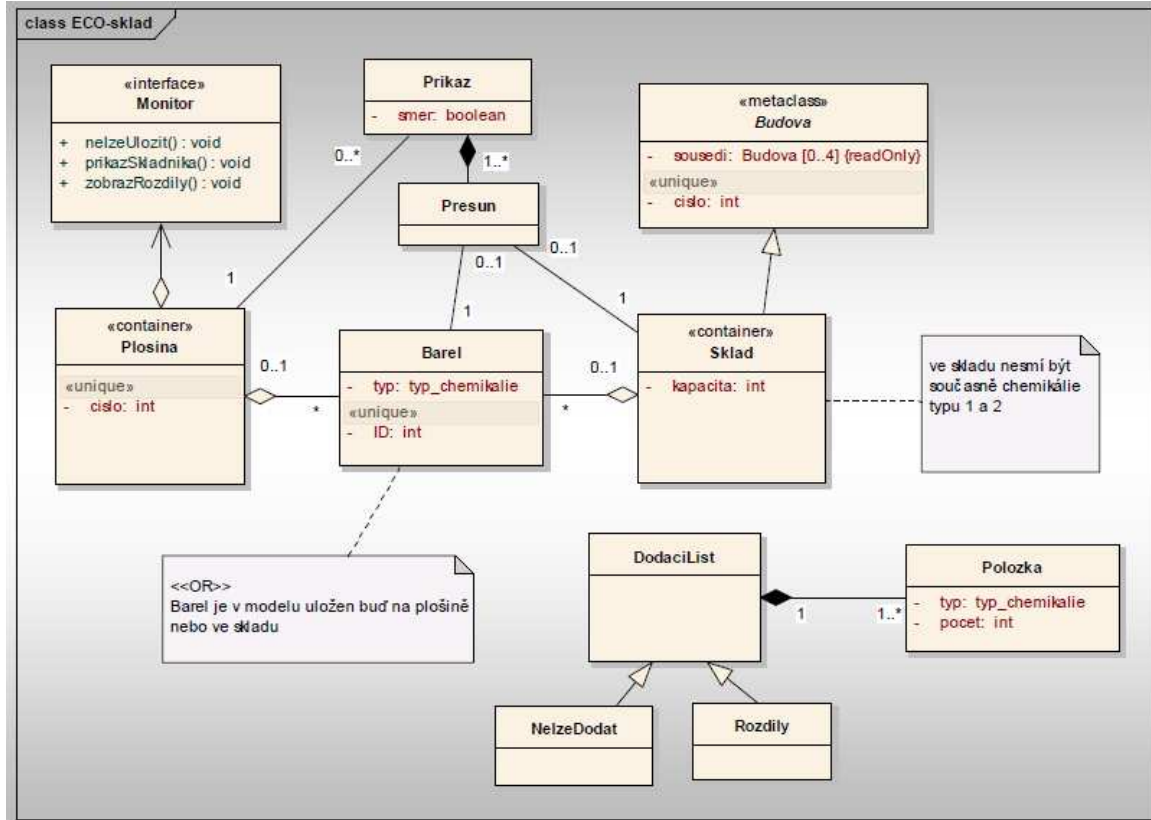 class ECO-sklad
«interface»
Monitor
+ nelzeUlozit() : void
+ prikazSkladnika() : void
+ zobrazRozdily() : void
Prikaz
- smer: boolean
0..*
1..*
Presun
«metaclass»
Budova
- sousedi: Budova [0..4] {readOnly}
«unique»
- cislo: int
0..1
0..1
1
1
1
«container»
Plosina
«unique»
- cislo: int
0..1
*
Barel
- typ: typ_chemikalie
«unique»
- ID: int
0..1
*
«container»
Sklad
- kapacita: int
ve skladu nesmí být
současně chemikálie
typu 1 a 2
<<OR>>
Barel je v modelu uložen buď na plošině
nebo ve skladu
DodaciList
1
1..*
Polozka
- typ: typ_chemikalie
- pocet: int
NelzeDodat
Rozdily